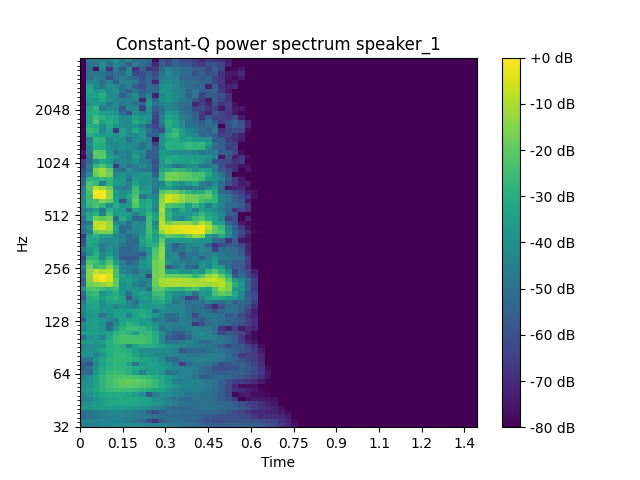 Constant-Q power spectrum speaker_1
Hz
2048
1024
512
256
128
64
32
0 0.15 0.3 0.45 0.6 0.75 0.9 1.1 1.2 1.4
Time
+0 dB
-10 dB
-20 dB
-30 dB
-40 dB
-50 dB
-60 dB
-70 dB
-80 dB